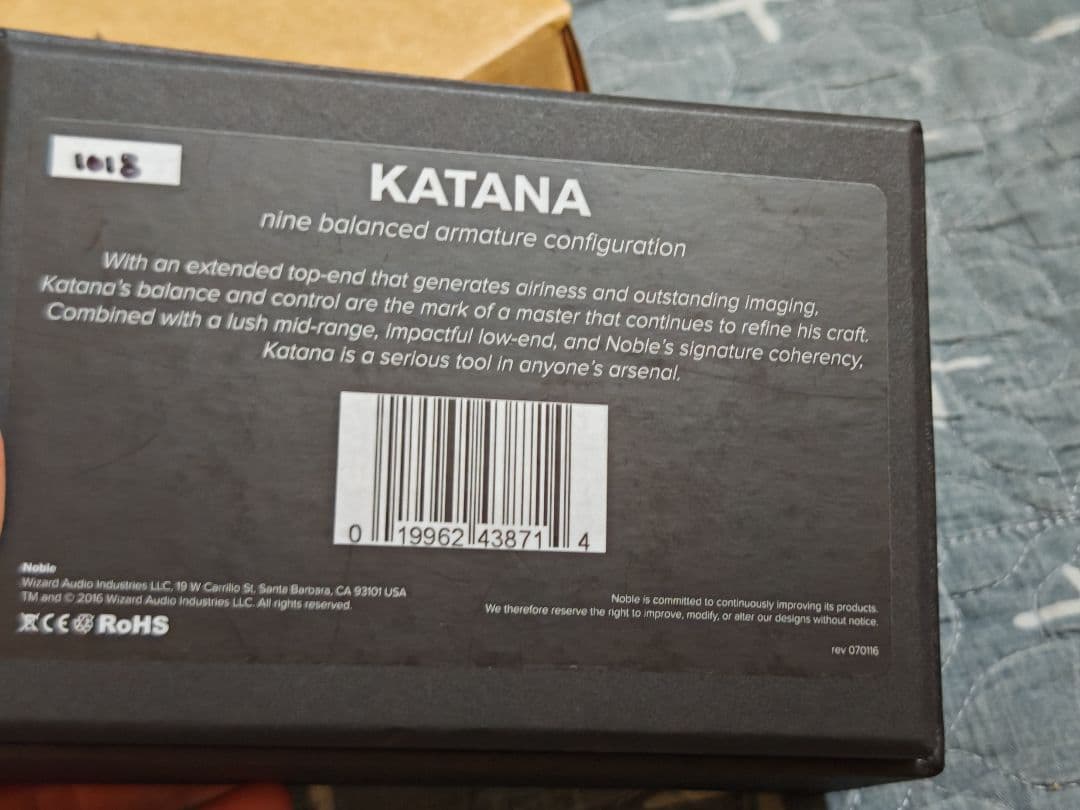 1018
KATANA
nine balanced armature configuration
With an extended top-end that generates airiness and outstanding imaging,
Katana's balance and control are the mark of a master that continues to refine his craft.
Combined with a lush mid-range, impactful low-end, and Noble's signature coherency,
Katana is a serious tool in anyone's arsenal.
0 19962 43871 4
Noble
Wizard Audio Industries LLC, 19 W Carrillo St, Santa Barbara, CA 93101 USA
TM and © 2016 Wizard Audio Industries LLC. All rights reserved.
CE RoHS
Noble is committed to continuously improving its products.
We therefore reserve the right to improve, modify, or alter our designs without notice.
rev 070116